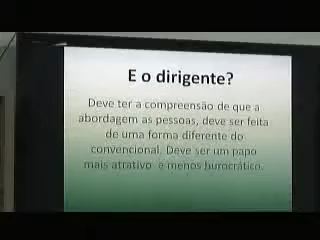 E o dirigente?
Deve ter a compreensão de que a
abordagem as pessoas, deve ser feita
de uma forma diferente do
convencional. Deve ser um papo
mais atrativo e menos burocrático.